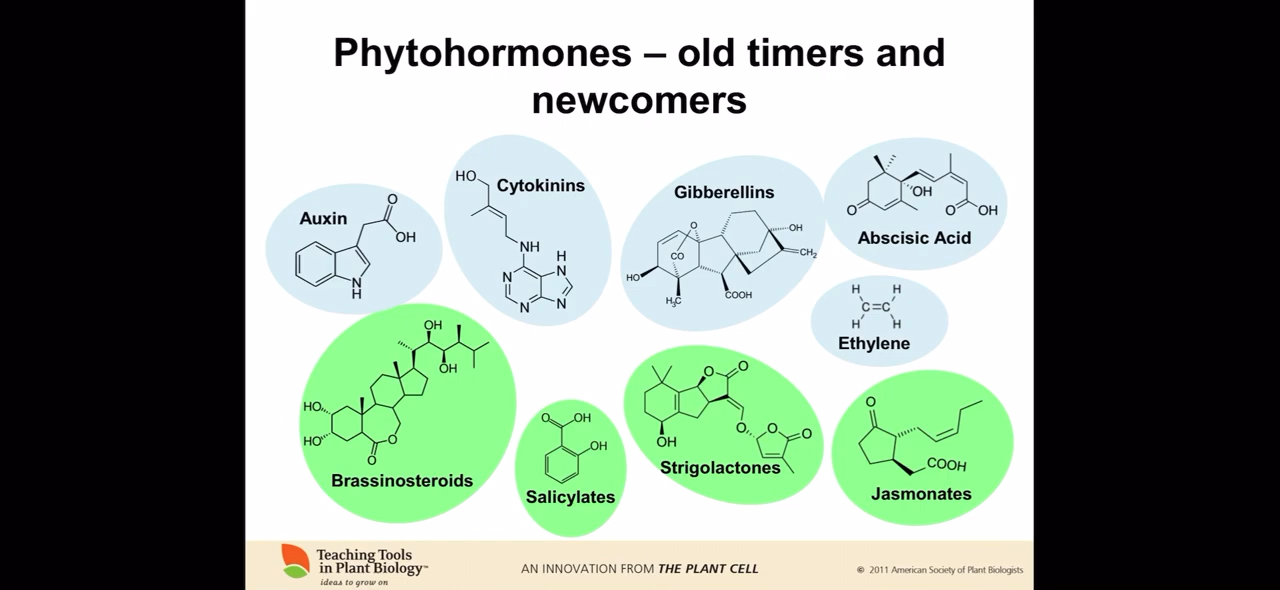 Phytohormones – old timers and
newcomers
Auxin
O
OH
N
H
HO
Cytokinins
NH
N
N
H
N
N
Gibberellins
O
CO
OH
CH2
HO
H3C
COOH
O
OH
O
OH
Abscisic Acid
H
H
C=C
H
H
Ethylene
OH
OH
HO
HO
O
O
Brassinosteroids
O
OH
OH
Salicylates
O
O
OH
O
O
O
Strigolactones
O
COOH
Jasmonates
Teaching Tools
in Plant Biology™
ideas to grow on
AN INNOVATION FROM THE PLANT CELL
© 2011 American Society of Plant Biologists